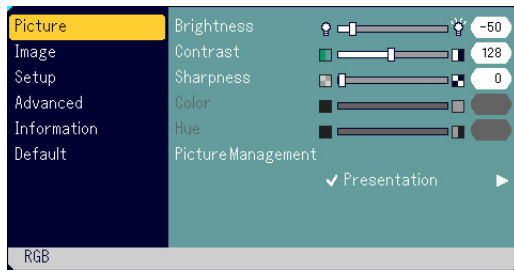 Picture
Image
Setup
Advanced
Information
Default
Brightness -50
Contrast 128
Sharpness 0
Color
Hue
Picture Management
Presentation
RGB